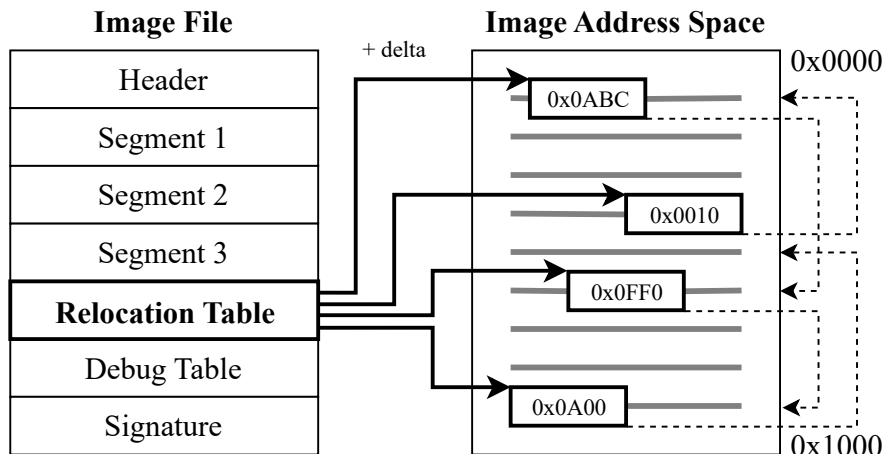 Image File
Image Address Space
+ delta
0x0000
Header
0x0ABC
Segment 1
Segment 2
0x0010
Segment 3
0x0FF0
Relocation Table
Debug Table
0x0A00
Signature
0x1000